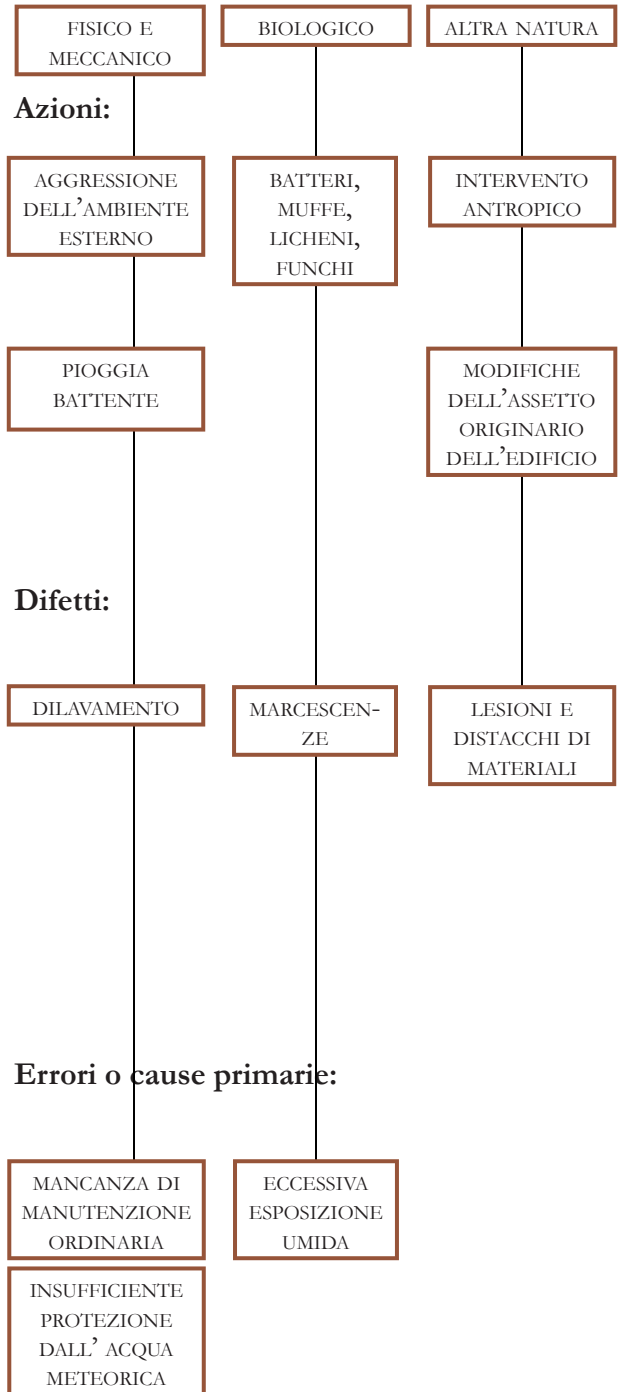 FISICO E
MECCANICO
BIOLOGICO
ALTRA NATURA
Azioni:
AGGRESSIONE
DELL'AMBIENTE
ESTERNO
BATTERI,
MUFFE,
LICHENI,
FUNCHI
INTERVENTO
ANTROPICO
PIOGGIA
BATTENTE
MODIFICHE
DELL'ASSETTO
ORIGINARIO
DELL'EDIFICIO
Difetti:
DILAVAMENTO
MARCESCEN-
ZE
LESIONI E
DISTACCHI DI
MATERIALI
Errori o cause primarie:
MANCANZA DI
MANUTENZIONE
ORDINARIA
ECCESSIVA
ESPOSIZIONE
UMIDA
INSUFFICIENTE
PROTEZIONE
DALL' ACQUA
METEORICA